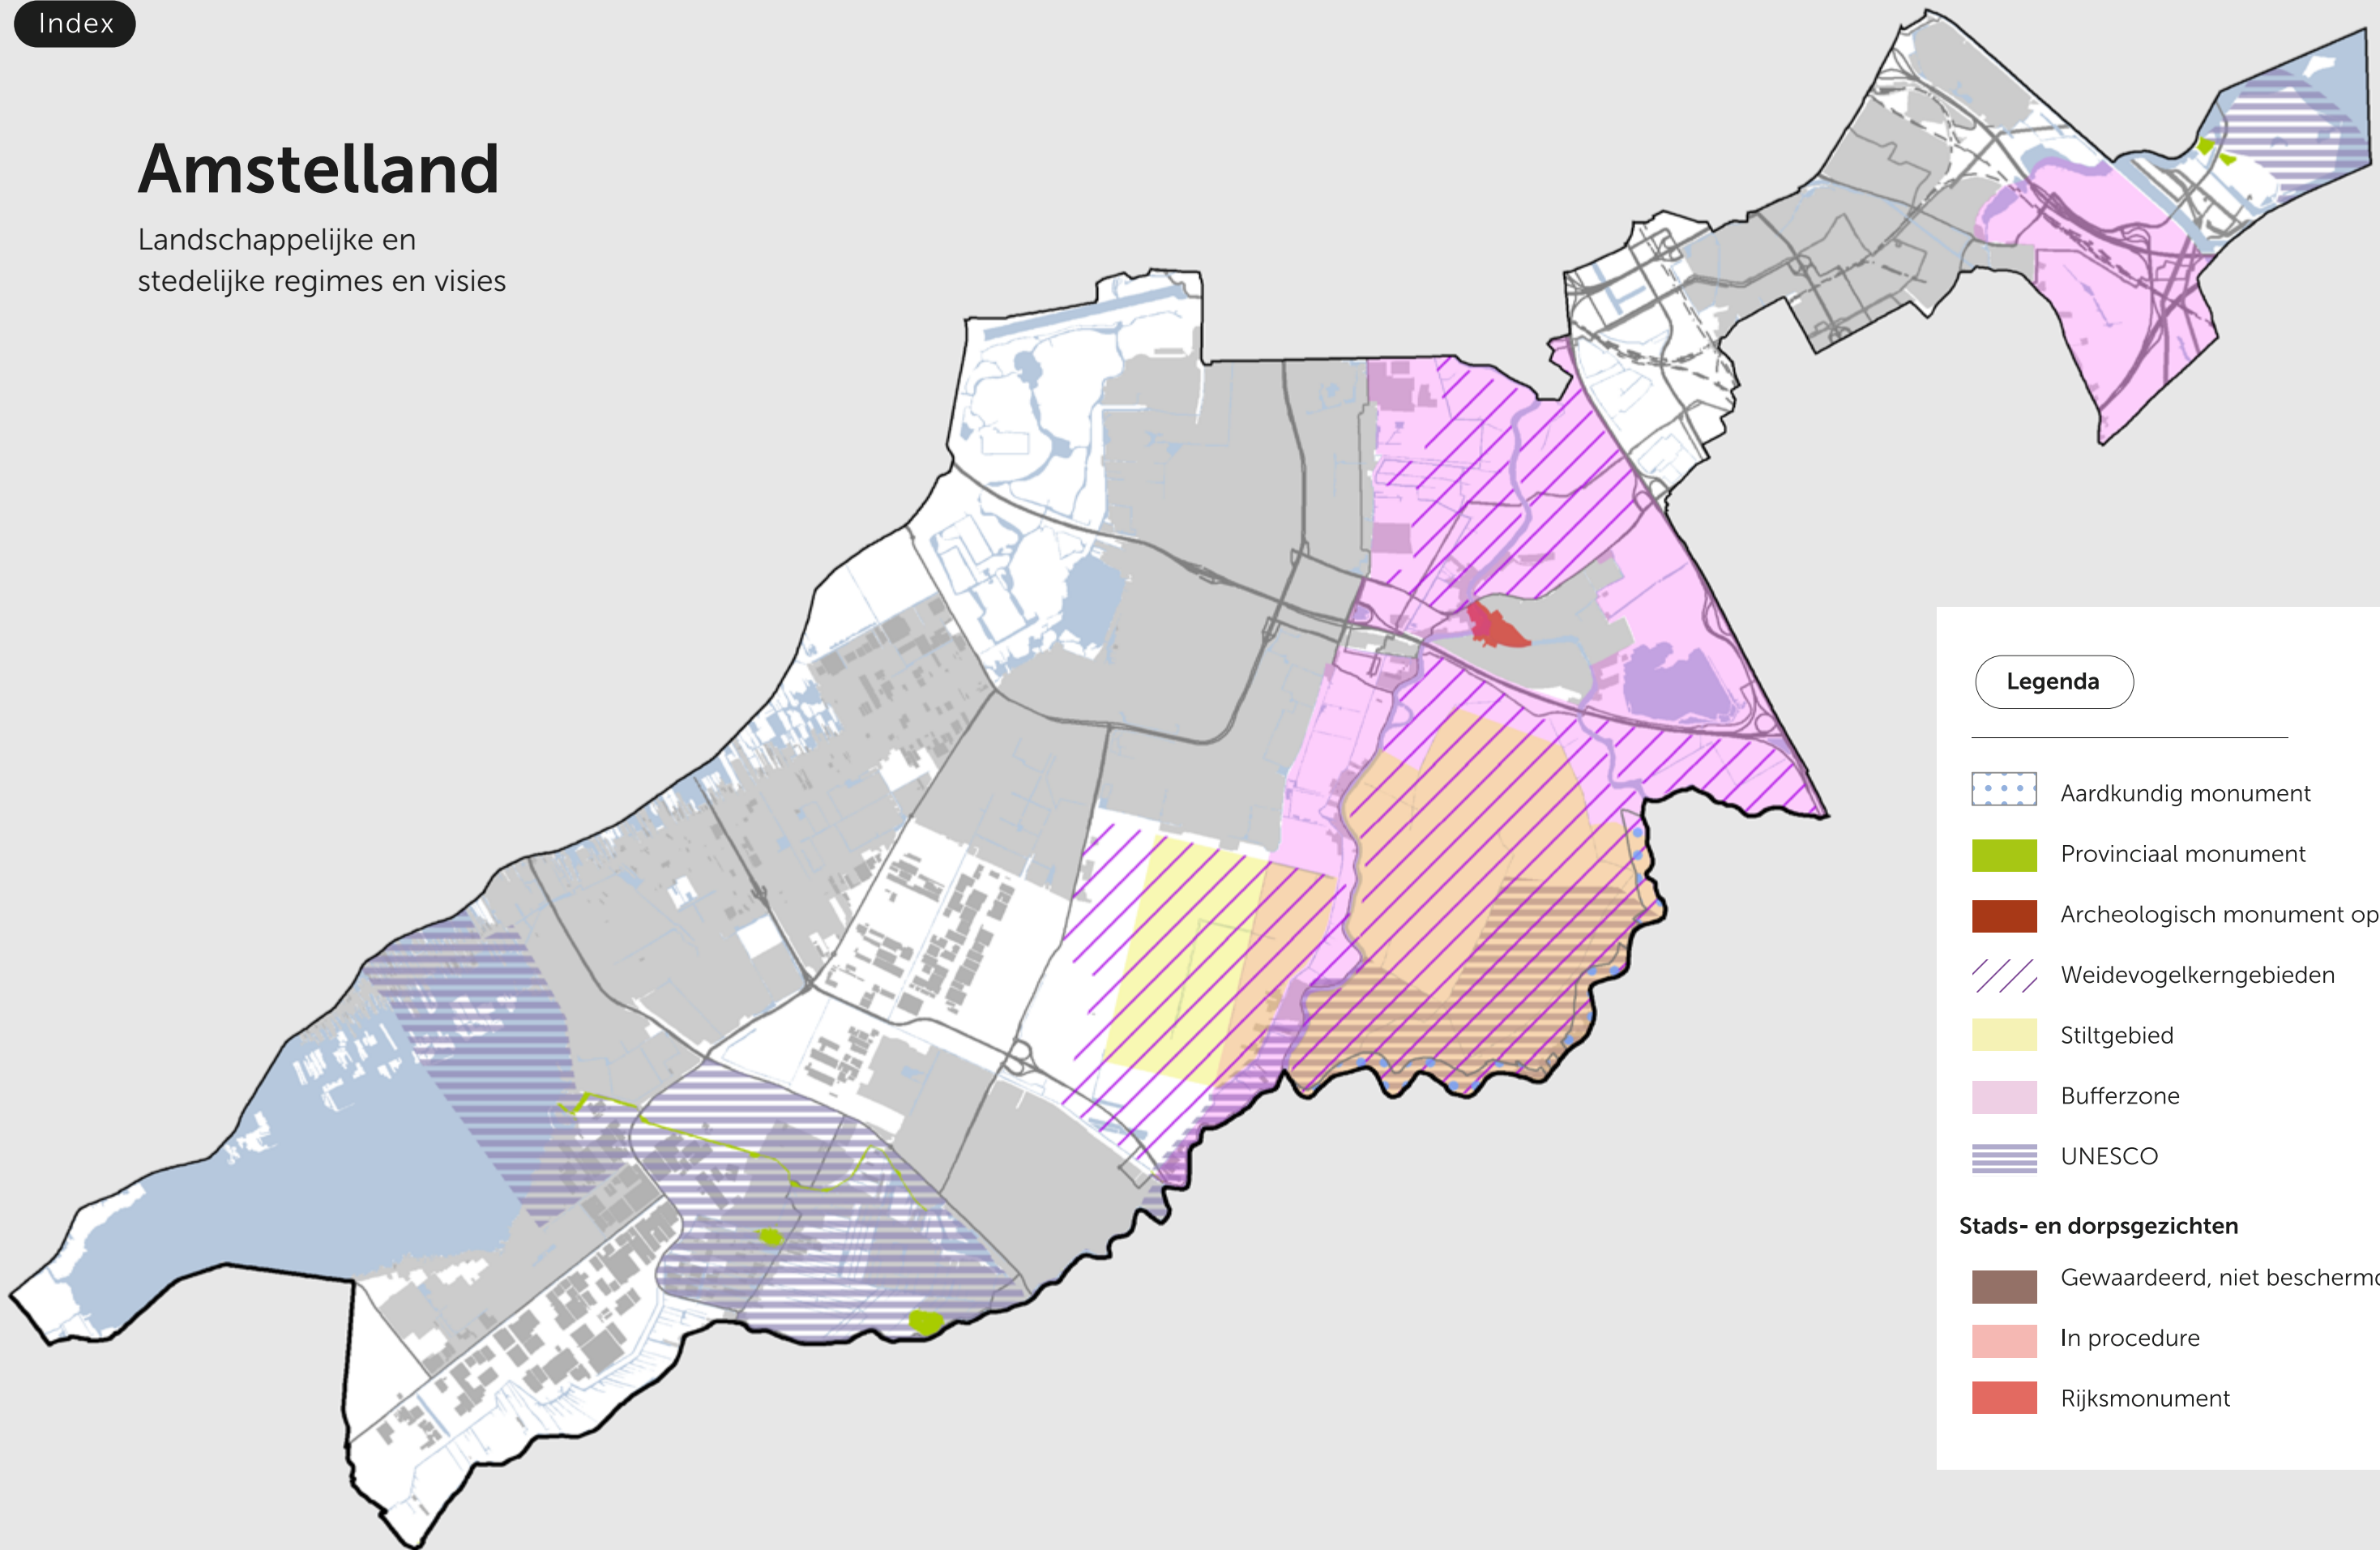 Index
Amstelland
Landschappelijke en
stedelijke regimes en visies
Legenda
Aardkundig monument
Provinciaal monument
Archeologisch monument op
Weidevogelkerngebieden
Stiltgebied
Bufferzone
UNESCO
Stads- en dorpsgezichten
Gewaardeerd, niet
In procedure
Rijksmonument